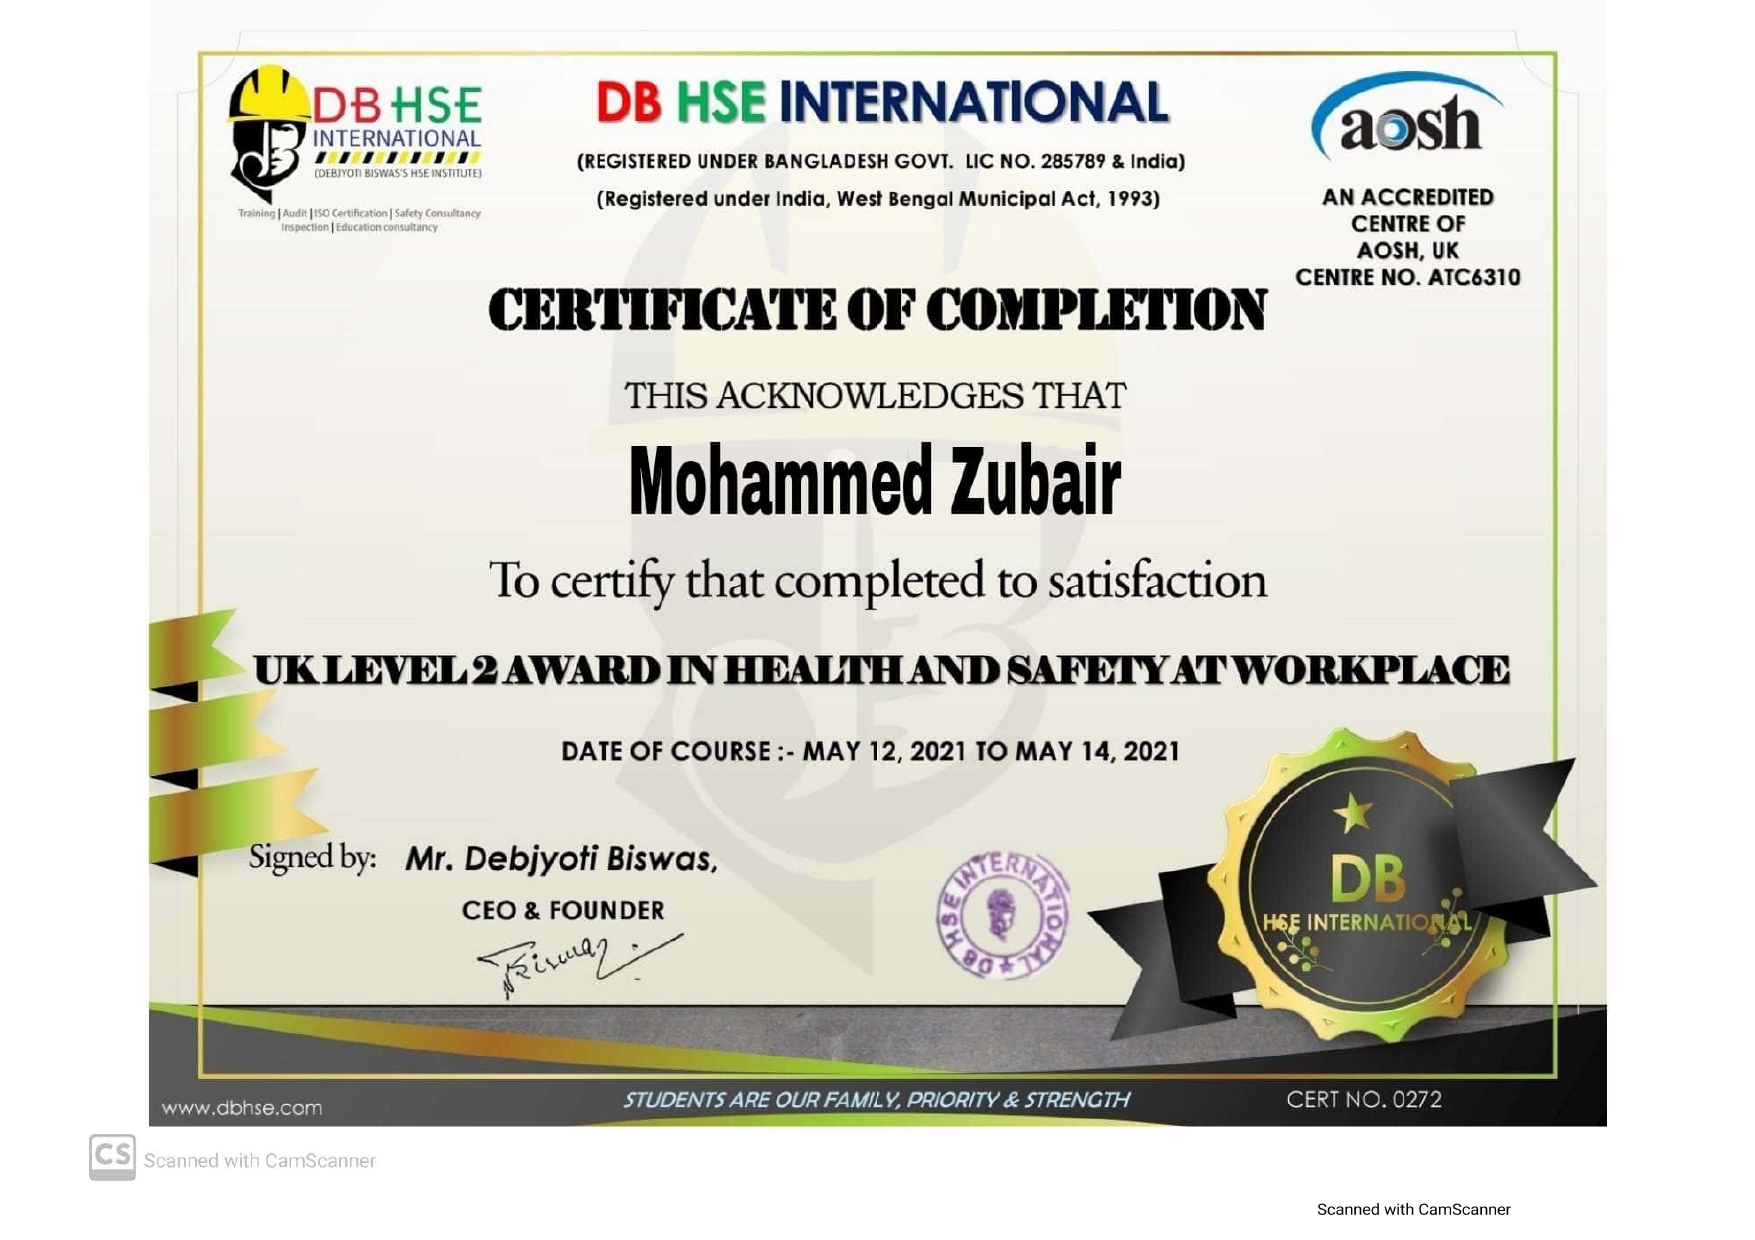 DB HSE
INTERNATIONAL
(DEBJYOTI BISWAS'S HSE INSTITUTE)
Training | Audit | ISO Certification | Safety Consultancy
Inspection | Education consultancy
DB HSE INTERNATIONAL
(REGISTERED UNDER BANGLADESH GOVT. LIC NO. 285789 & India)
(Registered under India, West Bengal Municipal Act, 1993)
aosh
AN ACCREDITED
CENTRE OF
AOSH, UK
CENTRE NO. ATC6310
CERTIFICATE OF COMPLETION
THIS ACKNOWLEDGES THAT
Mohammed Zubair
To certify that completed to satisfaction
UK LEVEL 2 AWARD IN HEALTH AND SAFETY AT WORKPLACE
DATE OF COURSE :- MAY 12, 2021 TO MAY 14, 2021
Signed by: Mr. Debjyoti Biswas,
CEO & FOUNDER
DB HSE INTERNATIONAL
DB
HSE INTERNATIONAL
www.dbhse.com
STUDENTS ARE OUR FAMILY, PRIORITY & STRENGTH
CERT NO. 0272
CS Scanned with CamScanner
Scanned with CamScanner